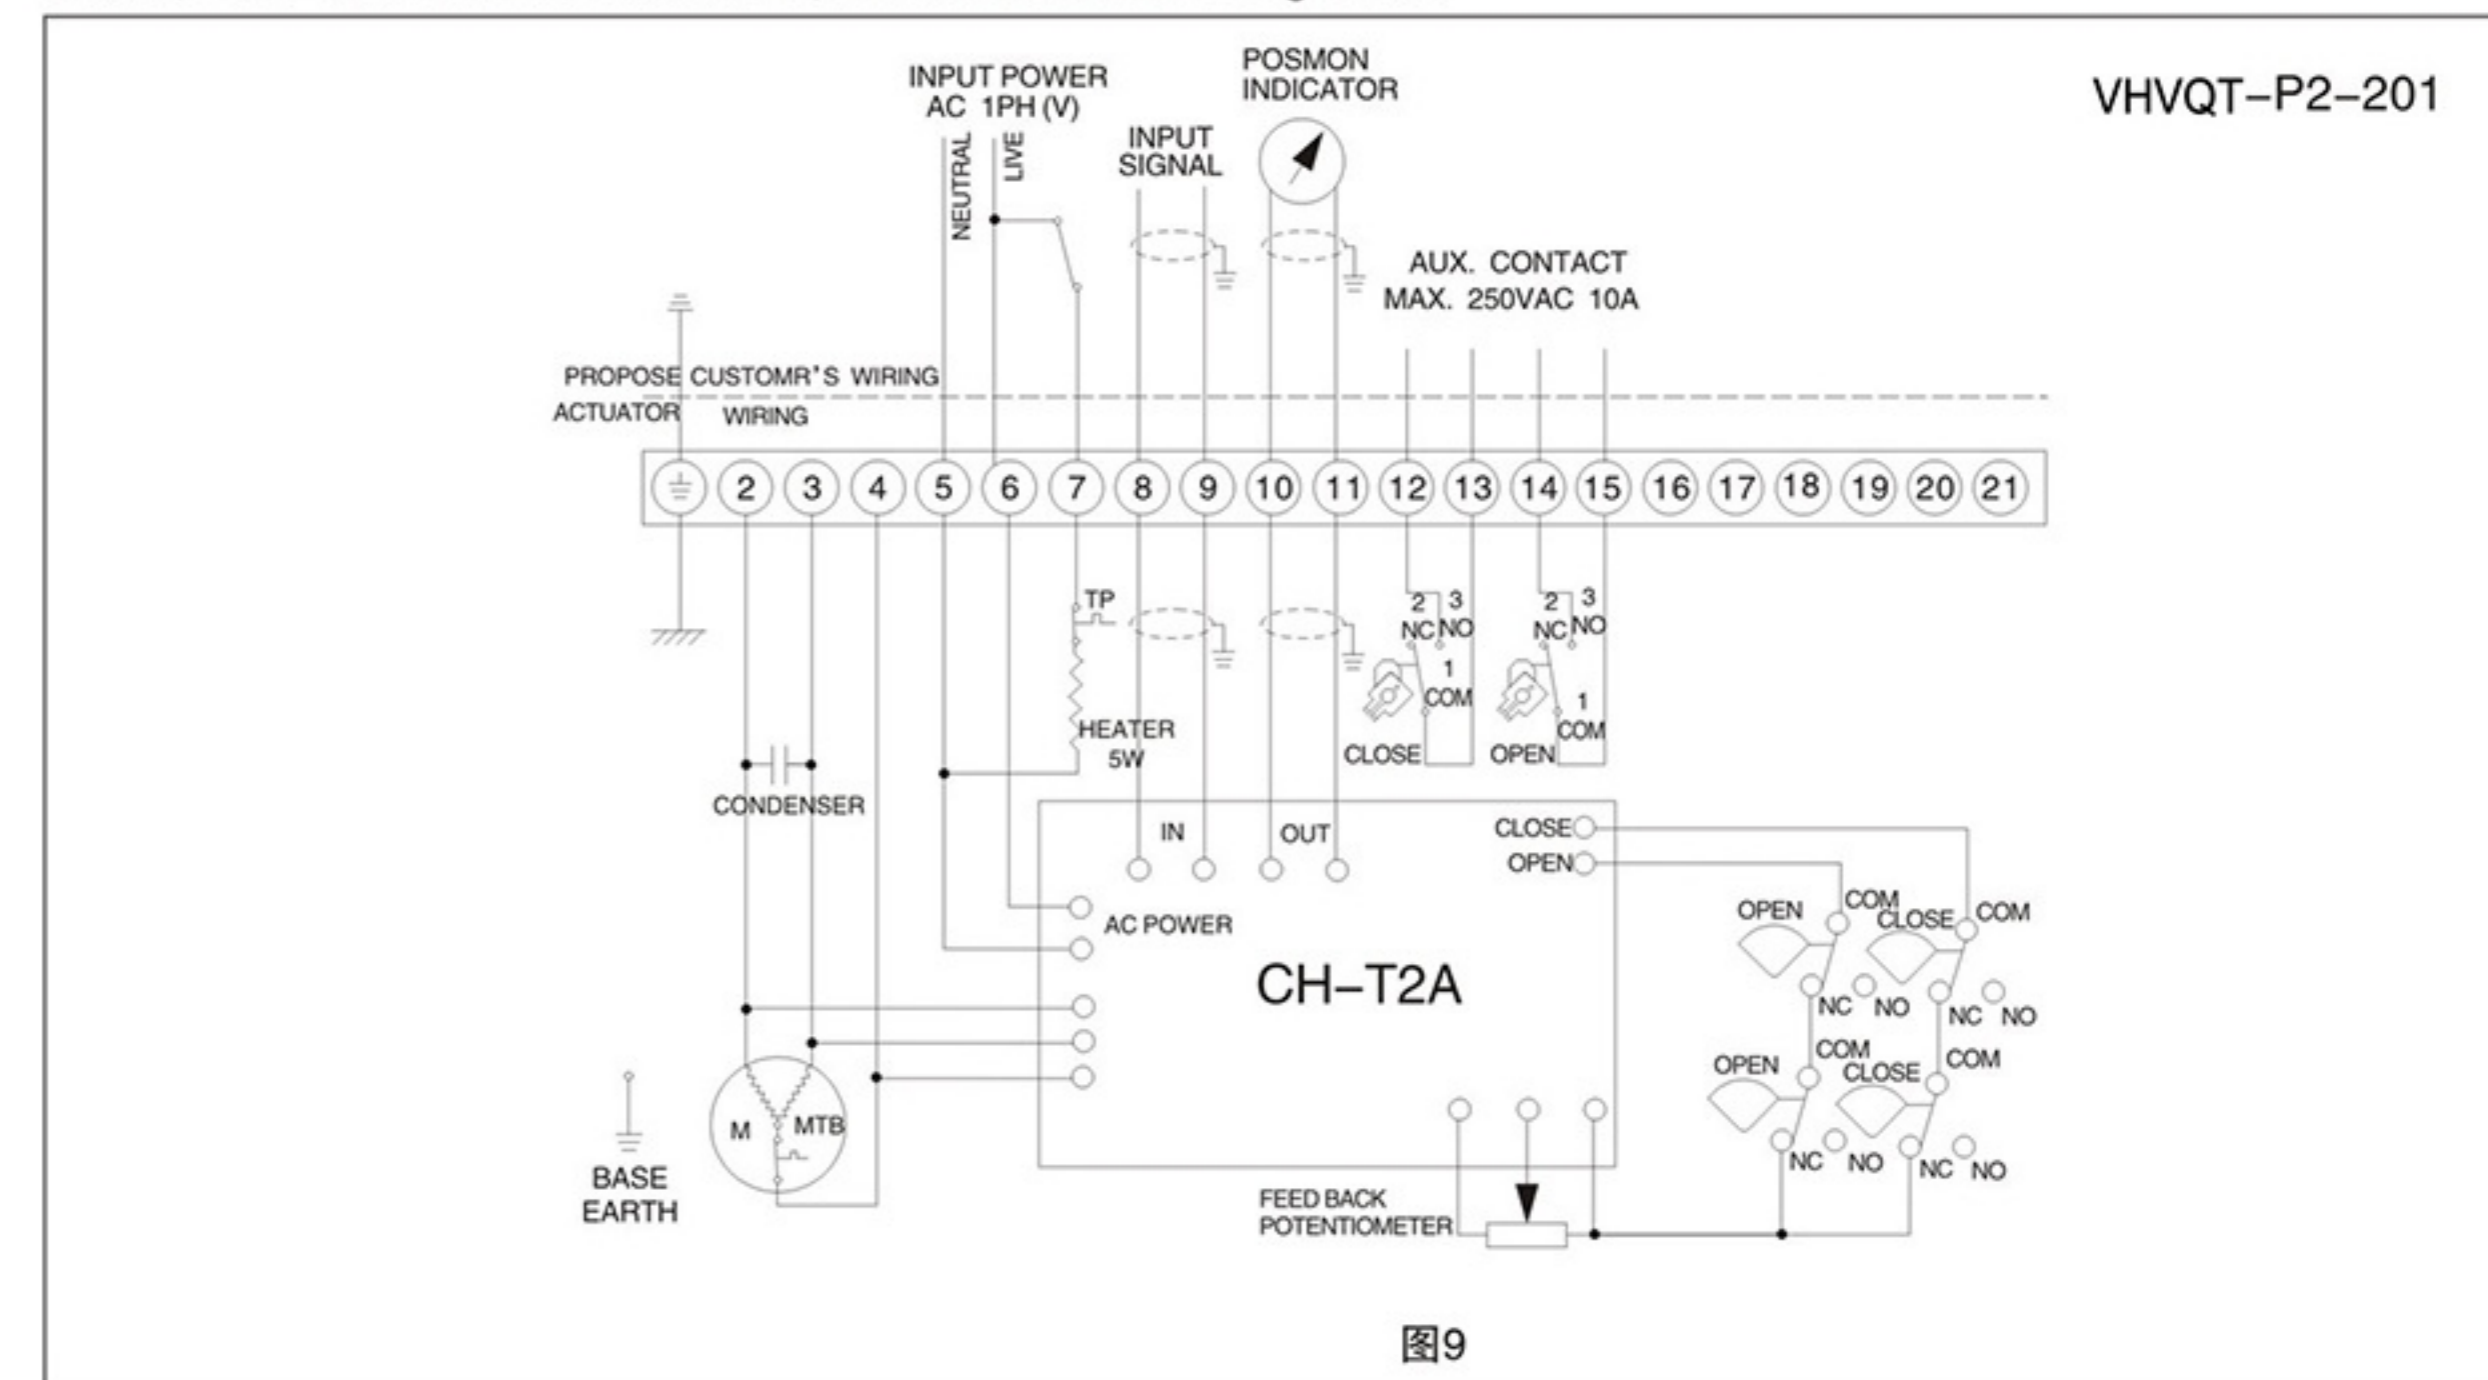 VHVQT-P2-201
INPUT POWER
AC 1PH (V)
NEUTRAL
LIVE
INPUT
SIGNAL
POSMON
INDICATOR
AUX. CONTACT
MAX. 250VAC 10A
PROPOSE CUSTOMR'S WIRING
ACTUATOR WIRING
2 3 4 5 6 7 8 9 10 11 12 13 14 15 16 17 18 19 20 21
TP
HEATER
5W
2 3
NC NO
1
COM
CLOSE
2 3
NC NO
1
COM
OPEN
CONDENSER
IN
OUT
CLOSE
OPEN
AC POWER
CH-T2A
OPEN
COM
NC NO
CLOSE
COM
NC NO
OPEN
COM
NC NO
CLOSE
COM
NC NO
M
MTB
BASE
EARTH
FEED BACK
POTENTIOMETER
图9